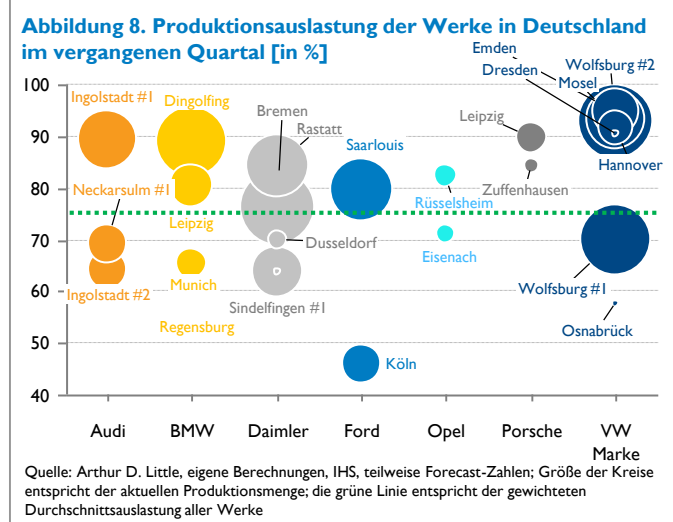 Abbildung 8. Produktionsauslastung der Werke in Deutschland
im vergangenen Quartal [in %]
Emden
Dresden
Mosel
Wolfsburg #2
100
90
80
70
60
50
40
Ingolstadt #1
Dingolfing
Bremen
Rastatt
Saarlouis
Leipzig
Hannover
Neckarsulm #1
Leipzig
Rüsselsheim
Zuffenhausen
Dusseldorf
Eisenach
Ingolstadt #2
Munich
Sindelfingen #1
Wolfsburg #1
Regensburg
Osnabrück
Köln
Audi
BMW
Daimler
Ford
Opel
Porsche
VW
Marke
Quelle: Arthur D. Little, eigene Berechnungen, IHS, teilweise Forecast-Zahlen; Größe der Kreise
entspricht der aktuellen Produktionsmenge; die grüne Linie entspricht der gewichteten
Durchschnittsauslastung aller Werke